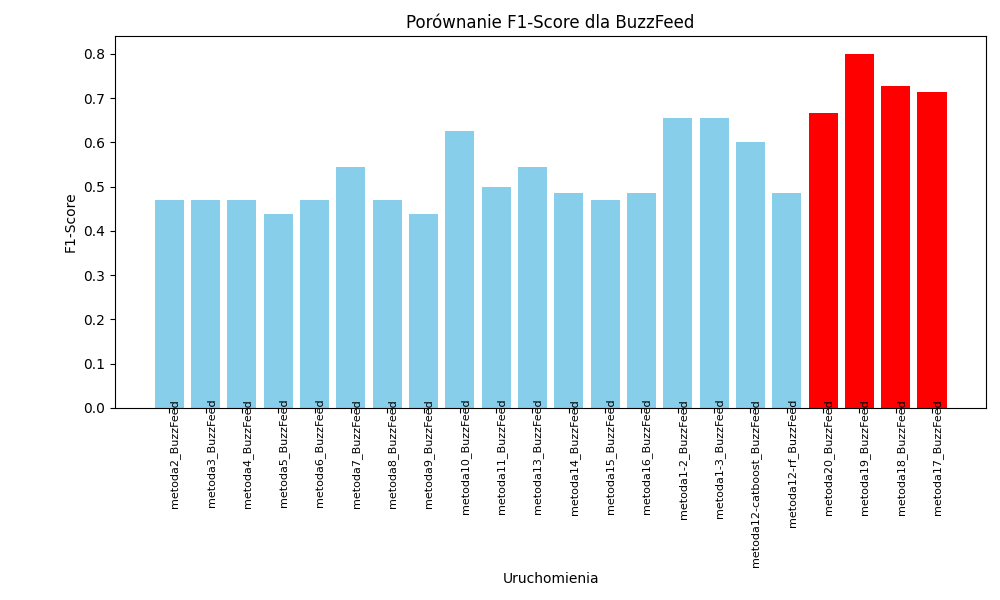 Porównanie F1-Score dla BuzzFeed
F1-Score
0.8
0.7
0.6
0.5
0.4
0.3
0.2
0.1
0.0
metoda2_BuzzFeed
metoda3_BuzzFeed
metoda4_BuzzFeed
metoda5_BuzzFeed
metoda6_BuzzFeed
metoda7_BuzzFeed
metoda8_BuzzFeed
metoda9_BuzzFeed
metoda10_BuzzFeed
metoda11_BuzzFeed
metoda13_BuzzFeed
metoda14_BuzzFeed
metoda15_BuzzFeed
metoda16_BuzzFeed
metoda1-2_BuzzFeed
metoda1-3_BuzzFeed
metoda12-catboost_BuzzFeed
metoda12-rf_BuzzFeed
metoda20_BuzzFeed
metoda19_BuzzFeed
metoda18_BuzzFeed
metoda17_BuzzFeed
Uruchomienia